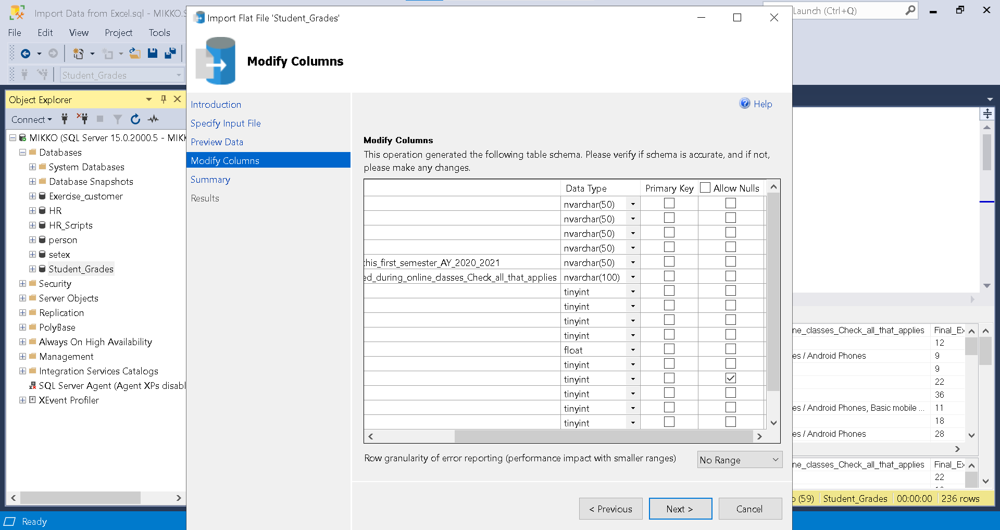 Import Data from Excel.sql - MIKKO.S
Launch (Ctrl+Q)
File Edit View Project Tools
Student_Grades
Object Explorer
Connect
MIKKO (SQL Server 15.0.2000.5 - MIKK
Databases
System Databases
Database Snapshots
Exercise_customer
HR
HR_Scripts
person
setex
Student_Grades
Security
Server Objects
Replication
PolyBase
Always On High Availability
Management
Integration Services Catalogs
SQL Server Agent (Agent XPs disabl
XEvent Profiler
Ready
Import Flat File 'Student_Grades'
Modify Columns
Introduction
Specify Input File
Preview Data
Modify Columns
Summary
Results
Help
Modify Columns
This operation generated the following table schema. Please verify if schema is accurate, and if not,
please make any changes.
Data Type Primary Key Allow Nulls
nvarchar(50)
nvarchar(50)
nvarchar(50)
nvarchar(50)
this_first_semester_AY_2020_2021 nvarchar(50)
ed_during_online_classes_Check_all_that_applies nvarchar(100)
tinyint
tinyint
tinyint
tinyint
float
tinyint
tinyint
tinyint
tinyint
tinyint
Row granularity of error reporting (performance impact with smaller ranges) No Range
< Previous Next > Cancel
ne_classes_Check_all_that_applies Final_Ex
12
es / Android Phones 9
9
22
36
es / Android Phones, Basic mobile ... 11
18
es / Android Phones 28
ne_classes_Check_all_that_applies Final_Ex
22
o (59) Student_Grades 00:00:00 236 rows